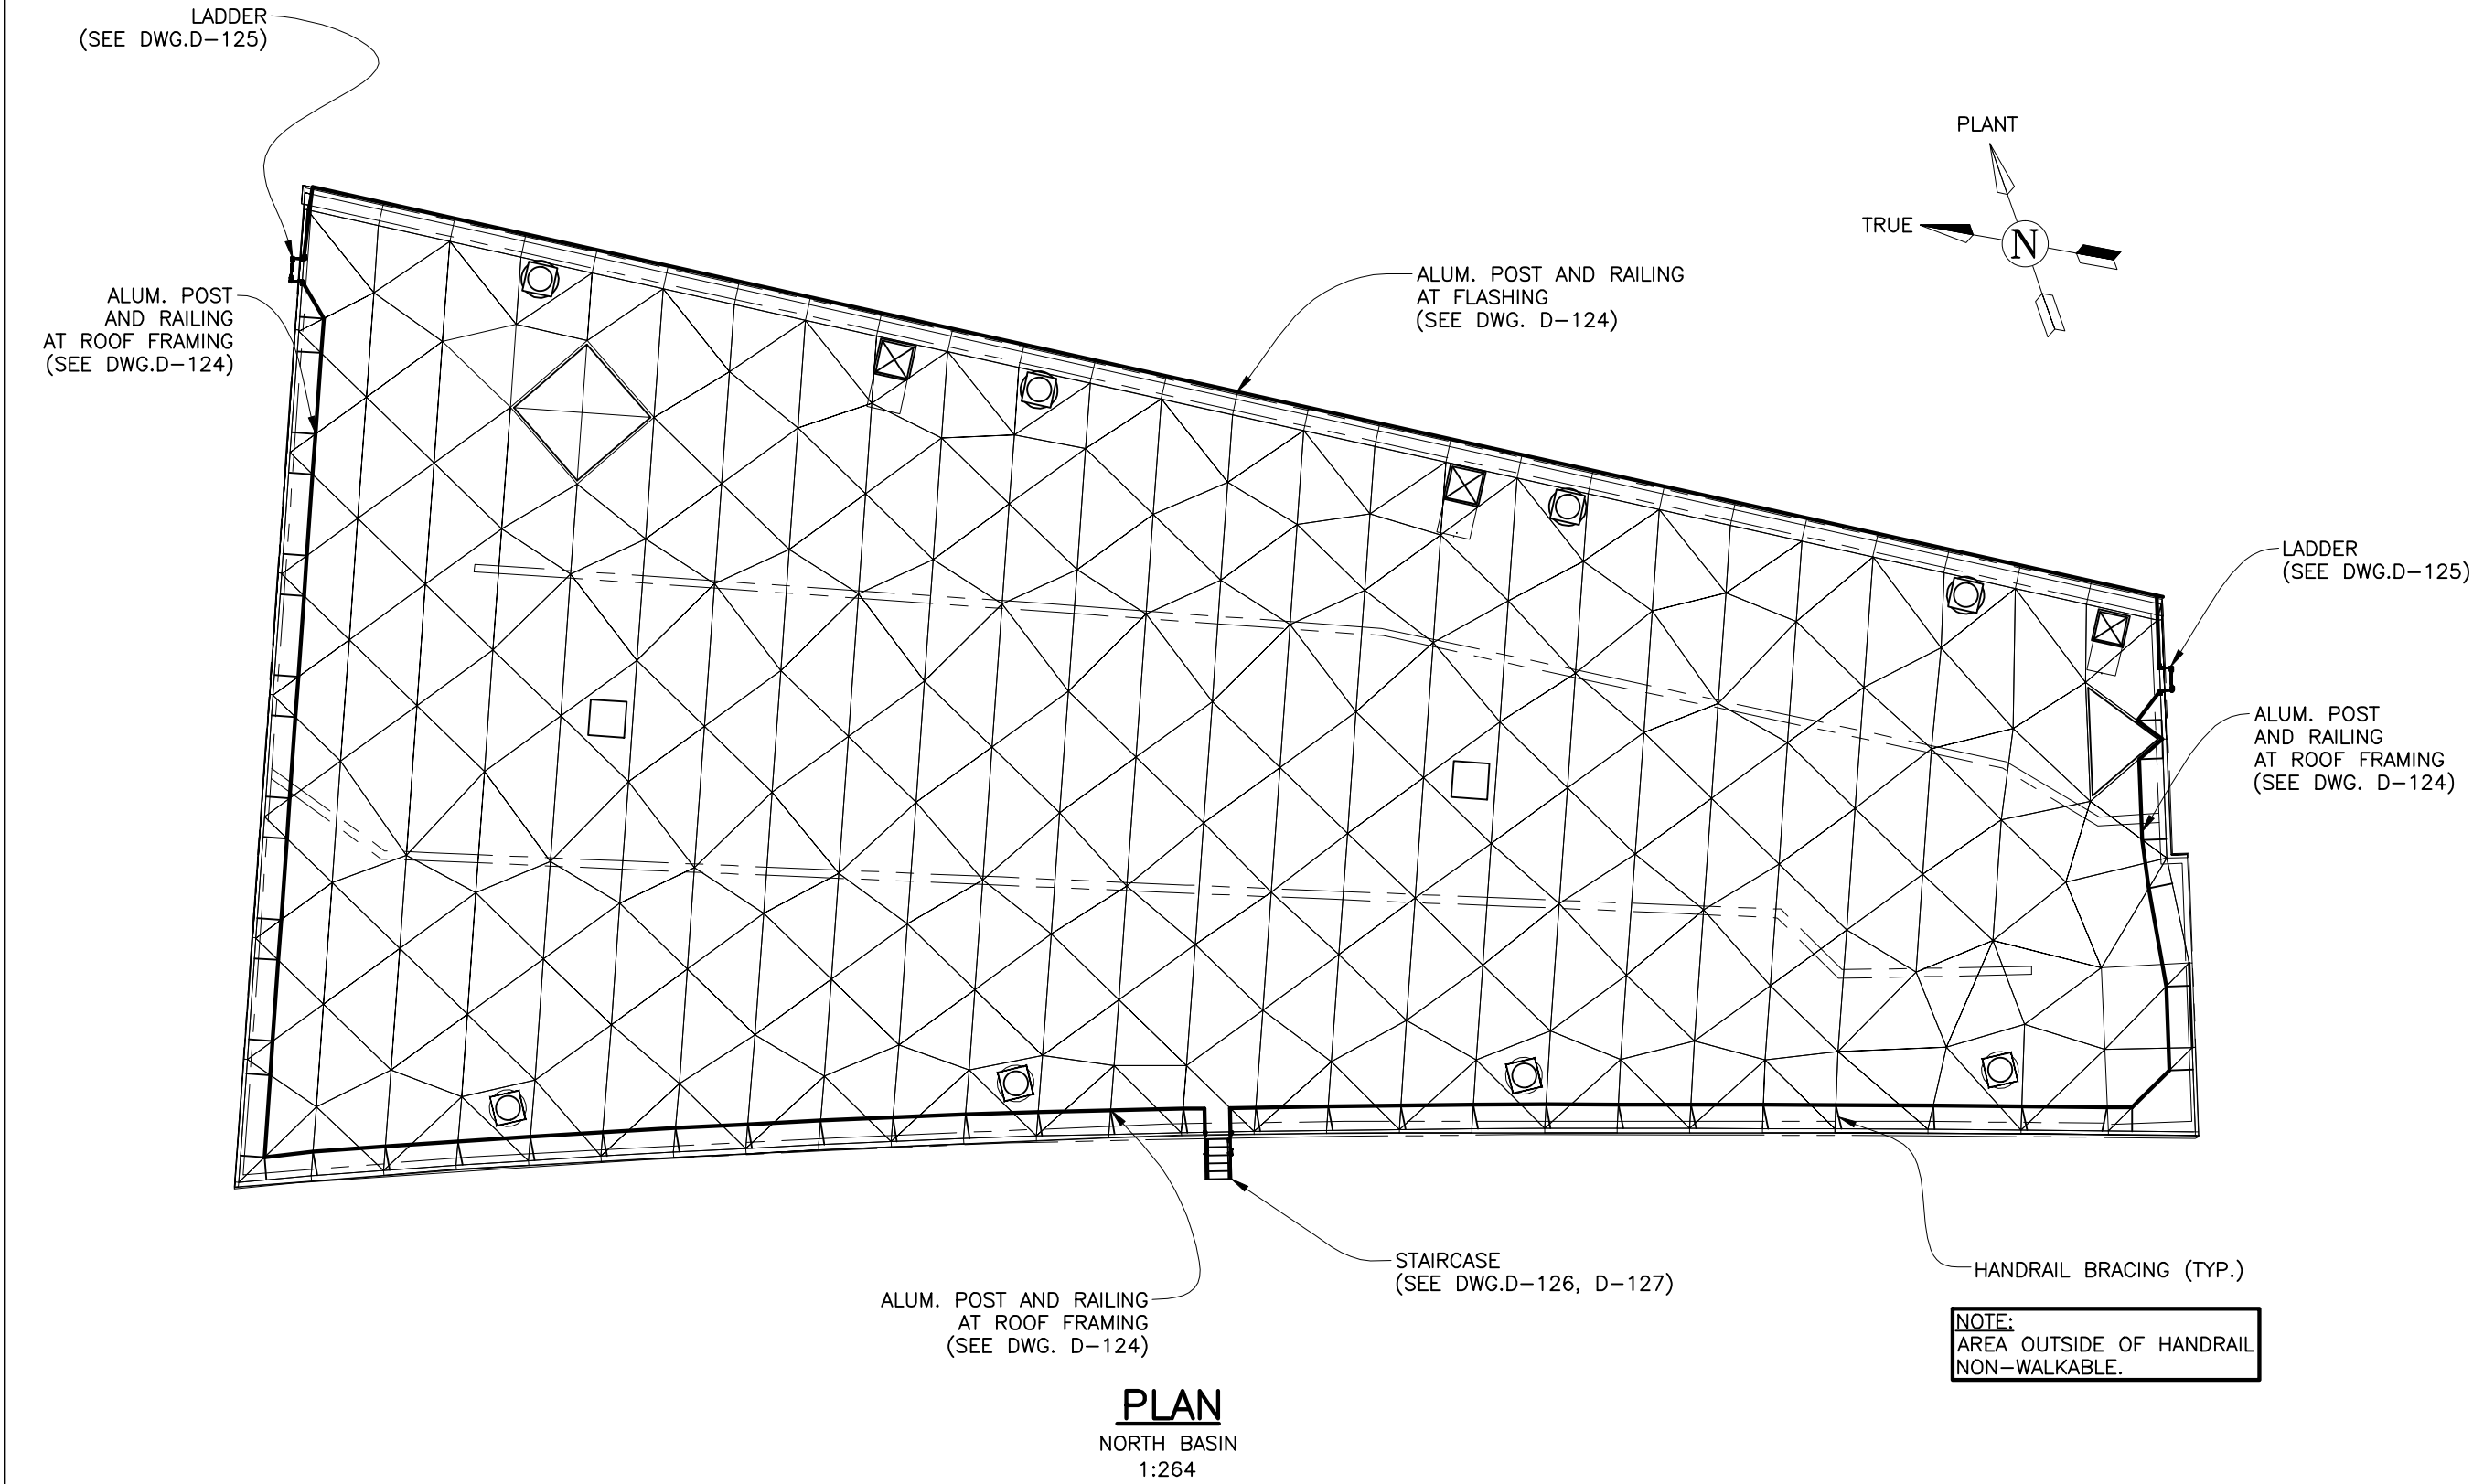 LADDER
(SEE DWG.D-125)
PLANT
TRUE
N
ALUM. POST AND RAILING
AT FLASHING
(SEE DWG. D-124)
ALUM. POST
AND RAILING
AT ROOF FRAMING
(SEE DWG.D-124)
LADDER
(SEE DWG.D-125)
ALUM. POST
AND RAILING
AT ROOF FRAMING
(SEE DWG. D-124)
STAIRCASE
(SEE DWG.D-126, D-127)
HANDRAIL BRACING (TYP.)
ALUM. POST AND RAILING
AT ROOF FRAMING
(SEE DWG. D-124)
NOTE:
AREA OUTSIDE OF HANDRAIL
NON-WALKABLE.
PLAN
NORTH BASIN
1:264